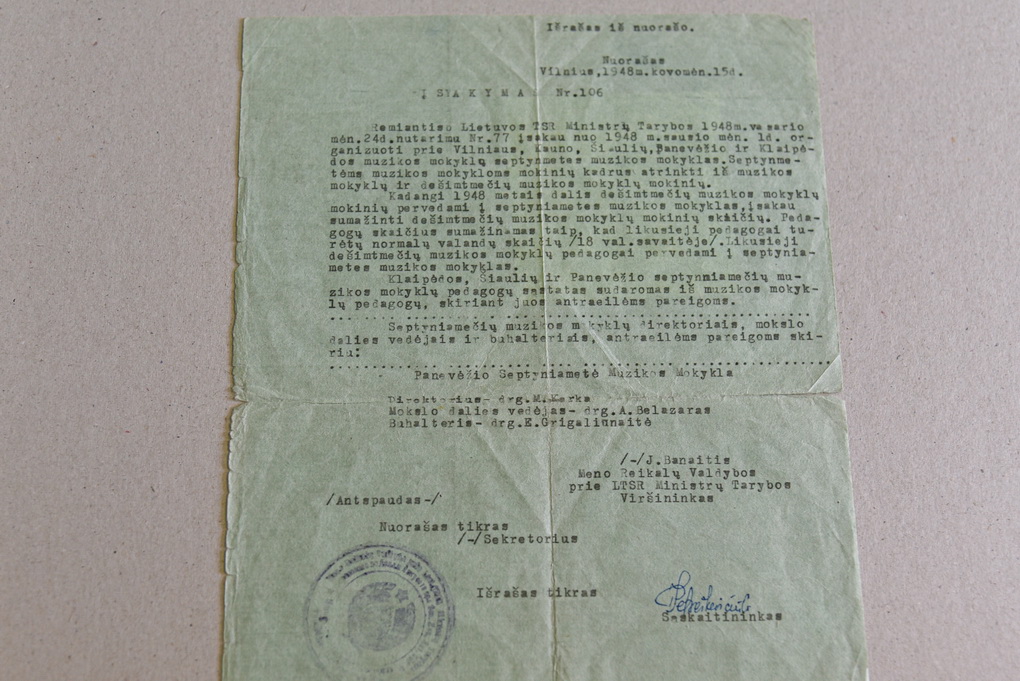 Išrašas iš nuorašo.
Nuorašas
Vilnius,1948m.kovomėn.15d.
Į S I A K Y M A S Nr.106
Remiantiso Lietuvos TSR Ministrų Tarybos 1948m.vasario
mėn.24d.nutarimu Nr.77 įsakau nuo 1948 m.sausio mėn. 1d. or-
ganizuoti prie Vilniaus, Kauno, Šiaulių,Panevėžio ir Klaipė-
dos muzikos mokyklų septynmetes muzikos mokyklas.Septynme-
tėms muzikos mokykloms mokinių kadrus atrinkti iš muzikos
mokyklų ir dešimtmečių muzikos mokyklų mokinių.
Kadangi 1948 metais dalis dešimtmečių muzikos mokyklų
mokinių pervedami į septyniametes muzikos mokyklas,įsakau
sumažinti dešimtmečių muzikos mokyklų mokinių skaičių. Peda-
gogų skaičius sumažinamas taip, kad likusieji pedagogai tu-
rėtų normalų valandų skaičių /18 val.savaitėje/.Likusieji
dešimtmečių muzikos mokyklų pedagogai pervedami į septynia-
metes muzikos mokyklas.
Klaipėdos, Šiaulių ir Panevėžio septynniamečių mu-
zikos mokyklų pedagogų sąstatas sudaromas iš muzikos mokyk-
lų pedagogų, skiriant juos antraeilėms pareigoms.
Septyniamečių muzikos mokyklų direktoriais, mokslo
dalies vedėjais ir buhalteriais, antraeilėms pareigoms ski-
riu:
Panevėžio Septyniametė Muzikos Mokykla
Direktorius- drg.M.Karka
Mokslo dalies vedėjas- drg.A.Belazaras
Buhalteris- drg.E.Grigaliunaitė
/-/J.Banaitis
Meno Reikalų Valdybos
prie LTSR Ministrų Tarybos
Viršininkas
/Antspaudas-/
Nuorašas tikras
/-/Sekretorius
Išrašas tikras
Sąskaitininkas